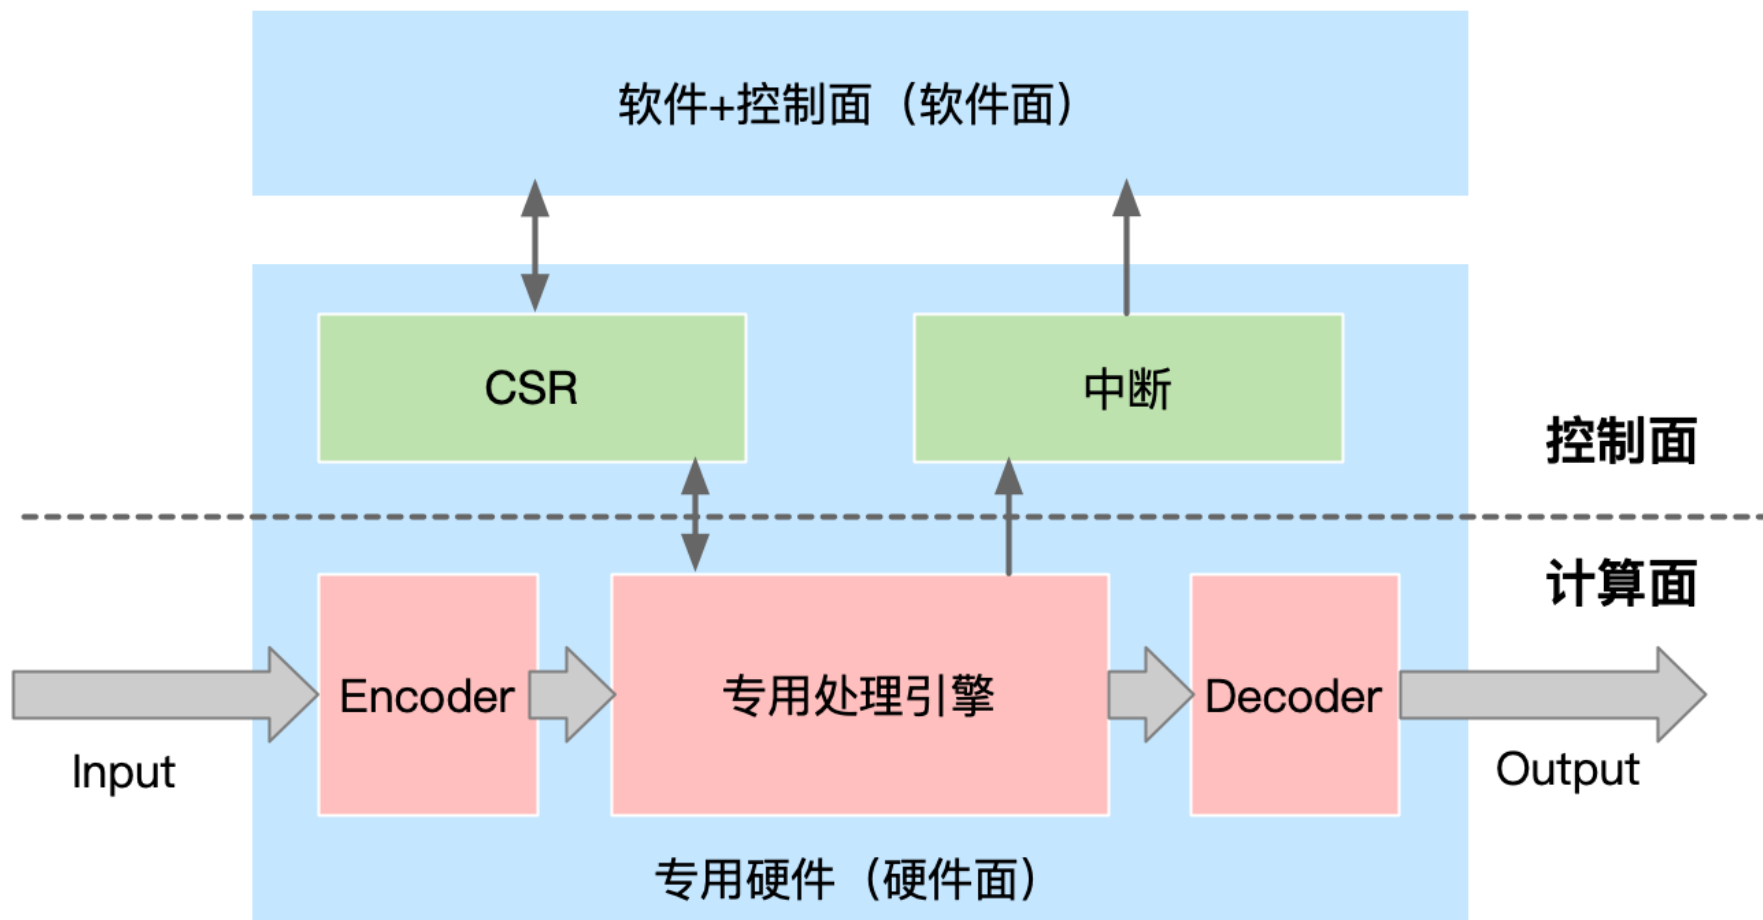 软件+控制面（软件面）
CSR
中断
控制面
计算面
Encoder
专用处理引擎
Decoder
Input
Output
专用硬件（硬件面）